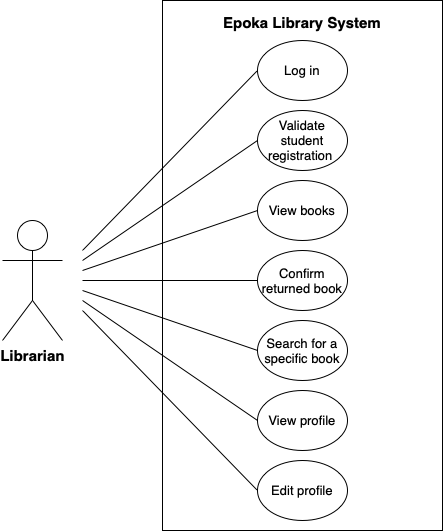 Epoka Library System
Log in
Validate
student
registration
View books
Confirm
returned book
Librarian
Search for a
specific book
View profile
Edit profile